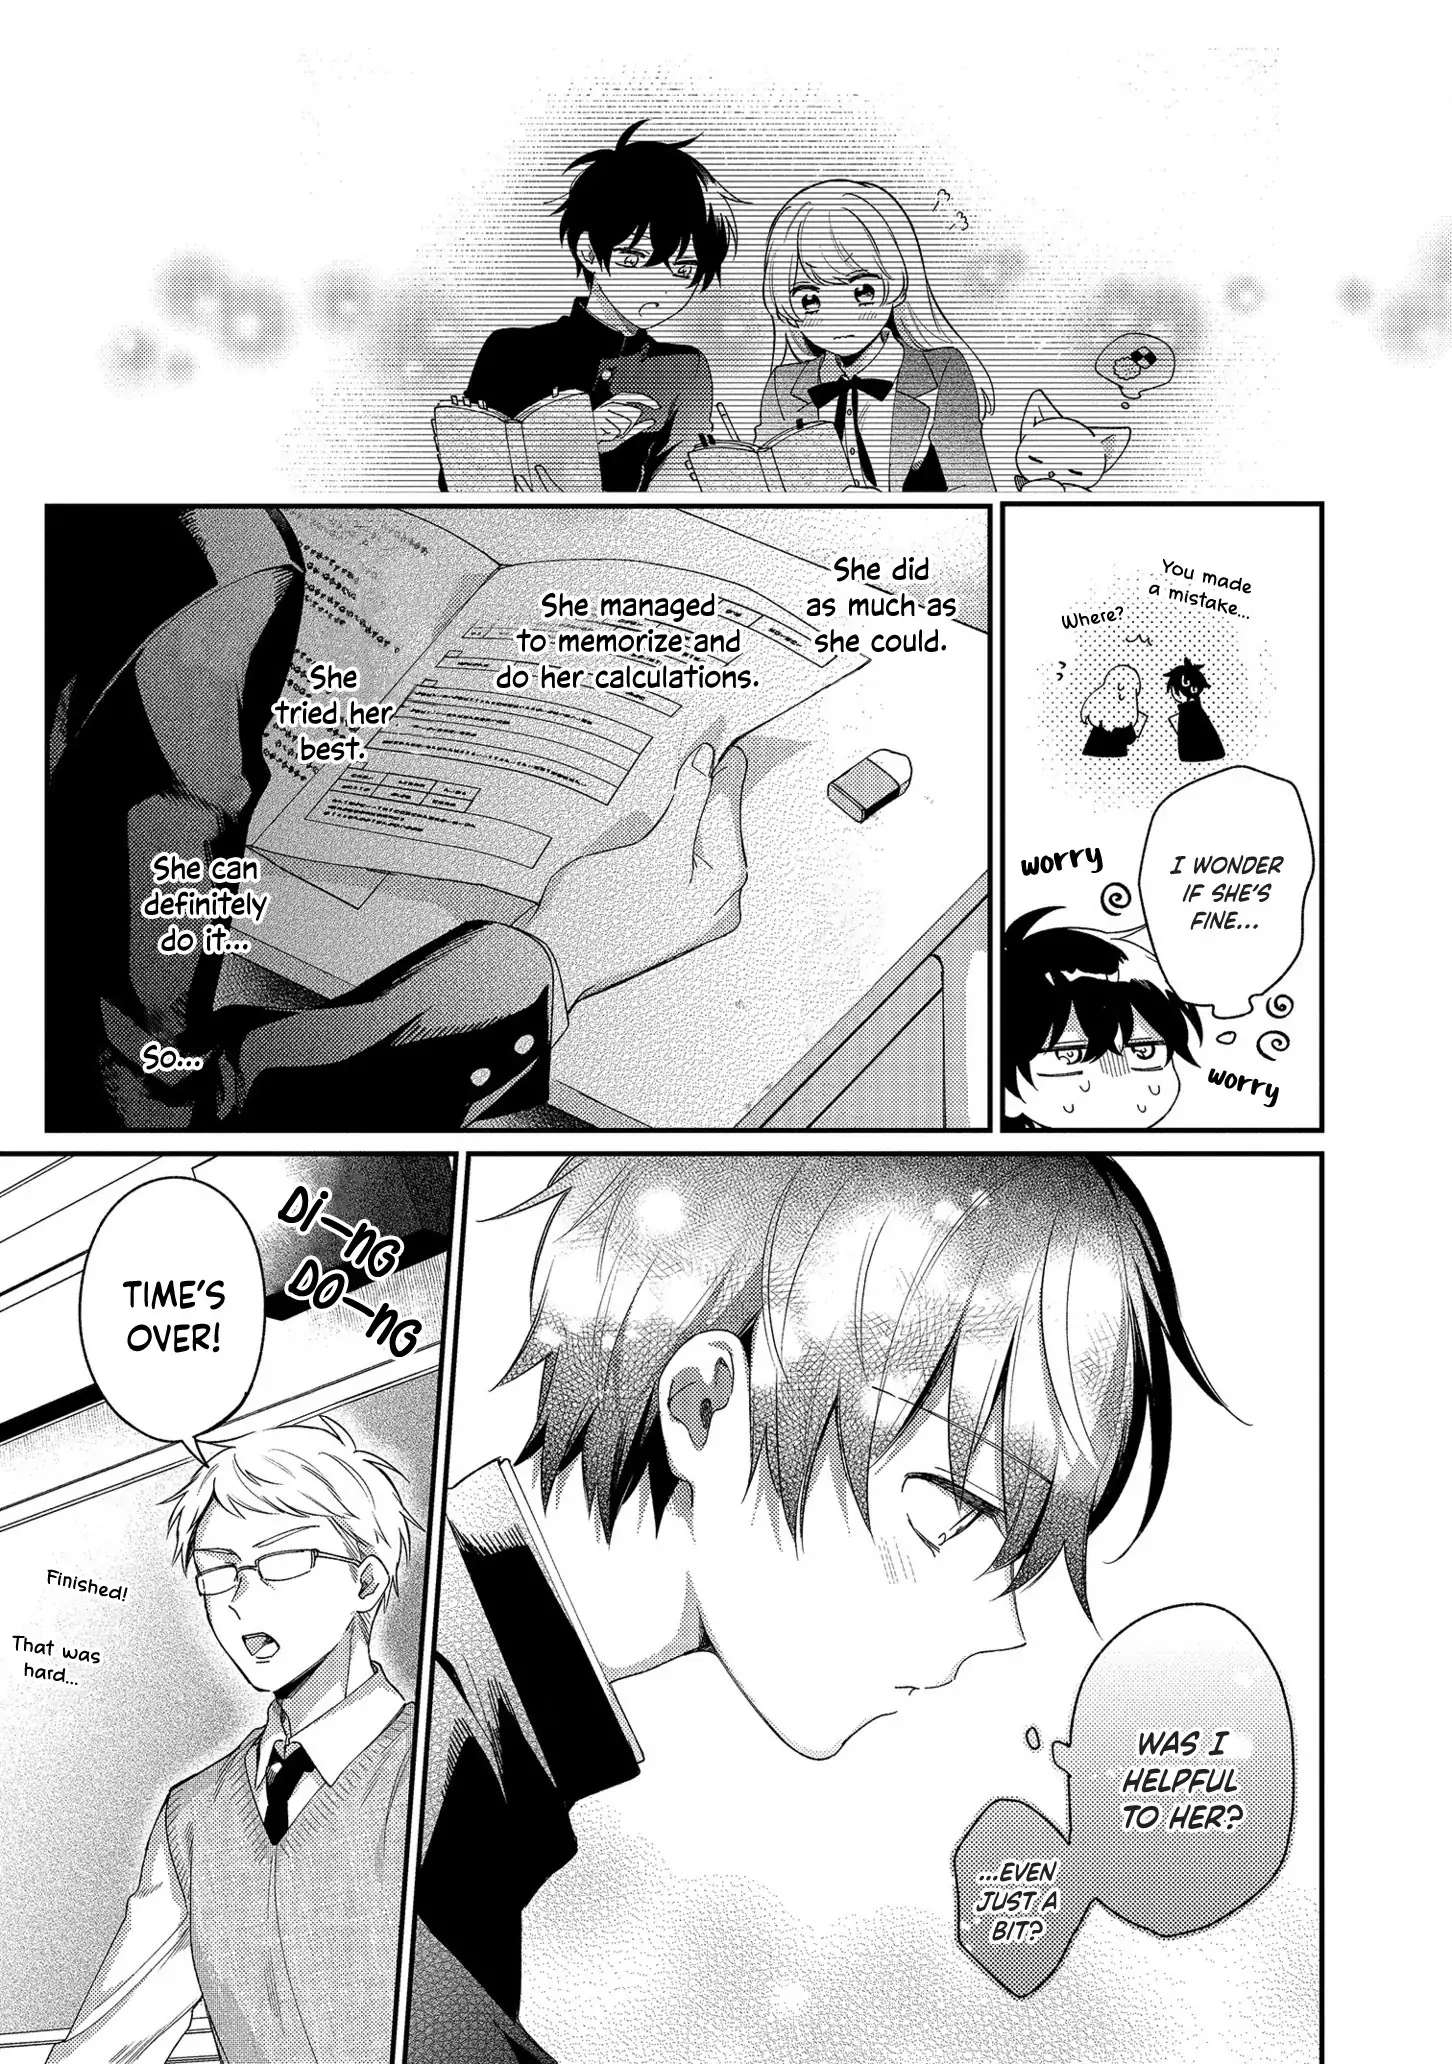 You made
a mistake...
Where?
I WONDER
IF SHE'S
FINE...
worry
worry
She did
as much as
she could.
She managed
to memorize and
do her calculations.
She
tried her
best.
She can
definitely
do it...
So...
WAS I
HELPFUL
TO HER?
...EVEN
JUST A
BIT?
Di-nG
DO-nG
TIME'S
OVER!
Finished!
That was
hard...